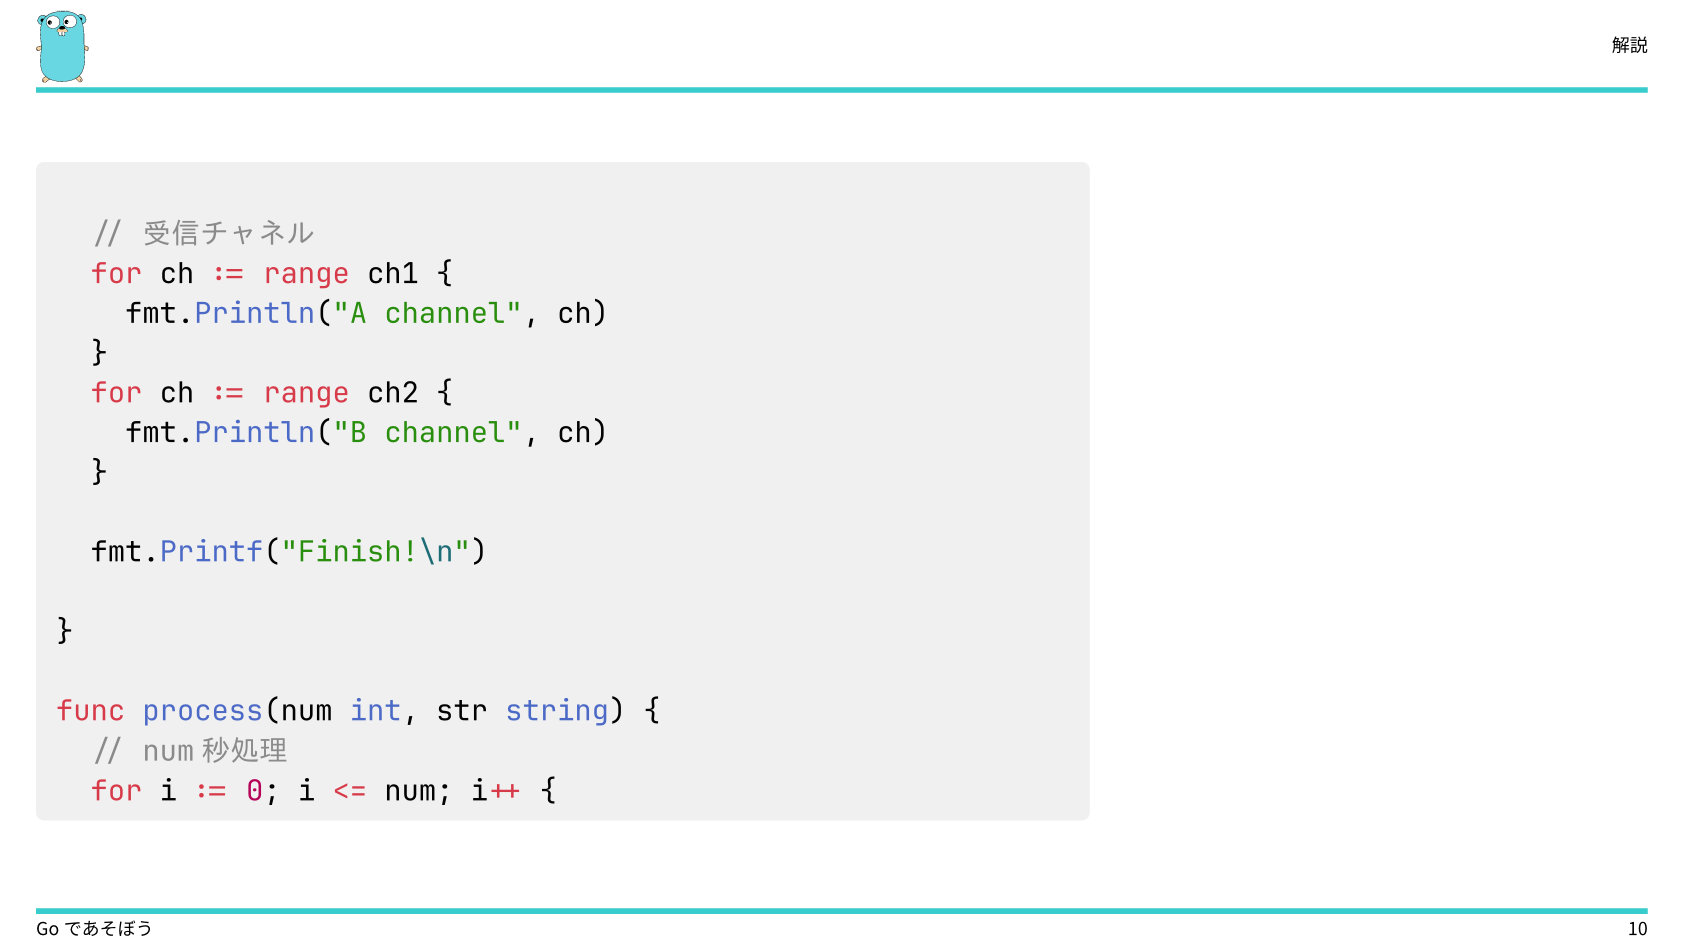 解説
// 受信チャネル
for ch := range ch1 {
  fmt.Println("A channel", ch)
}
for ch := range ch2 {
  fmt.Println("B channel", ch)
}
fmt.Printf("Finish!\n")
}
func process(num int, str string) {
// num 秒処理
for i := 0; i <= num; i++ {
Go であそぼう
10